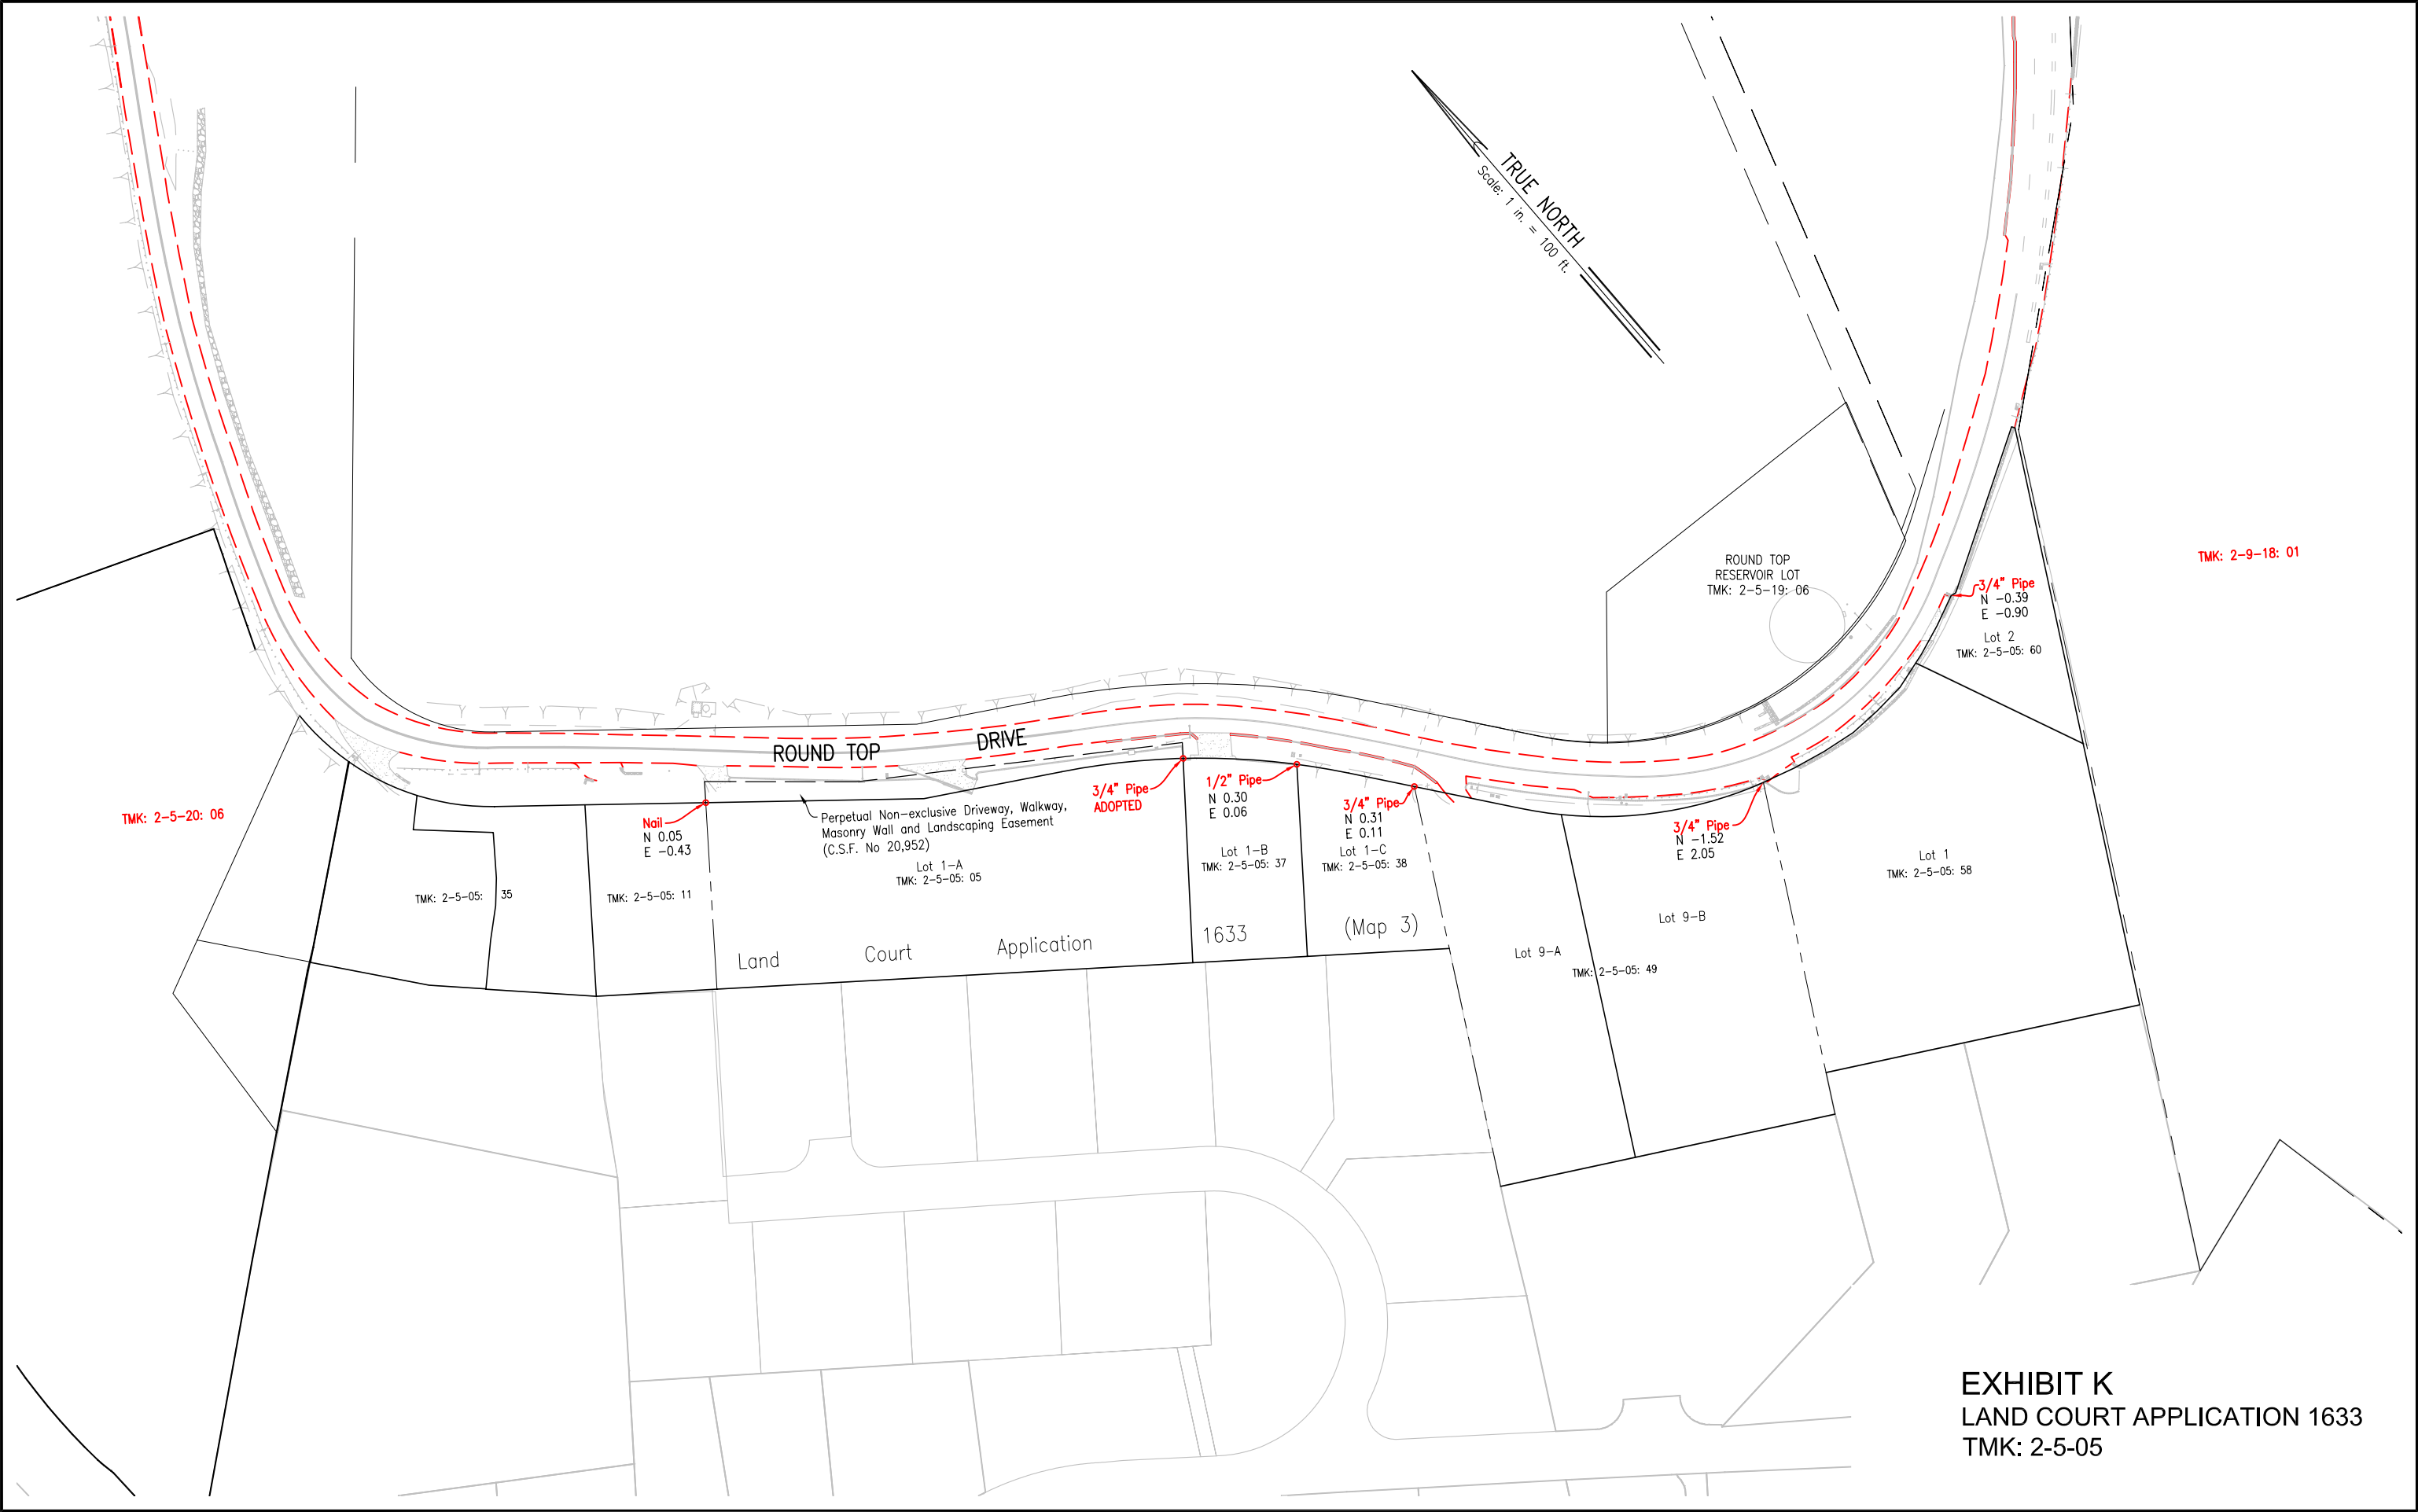 TRUE NORTH
Scale: 1 in. = 100 ft.
ROUND TOP
RESERVOIR LOT
TMK: 2-5-19: 06
TMK: 2-9-18: 01
3/4" Pipe
N -0.39
E -0.90
Lot 2
TMK: 2-5-05: 60
ROUND TOP DRIVE
TMK: 2-5-20: 06
Nail
N 0.05
E -0.43
Perpetual Non-exclusive Driveway, Walkway,
Masonry Wall and Landscaping Easement
(C.S.F. No 20,952)
3/4" Pipe
ADOPTED
1/2" Pipe
N 0.30
E 0.06
3/4" Pipe
N 0.31
E 0.11
3/4" Pipe
N -1.52
E 2.05
TMK: 2-5-05: 35
TMK: 2-5-05: 11
Lot 1-A
TMK: 2-5-05: 05
Lot 1-B
TMK: 2-5-05: 37
Lot 1-C
TMK: 2-5-05: 38
Lot 1
TMK: 2-5-05: 58
Lot 9-B
Lot 9-A
TMK: 2-5-05: 49
Land Court Application 1633 (Map 3)
EXHIBIT K
LAND COURT APPLICATION 1633
TMK: 2-5-05